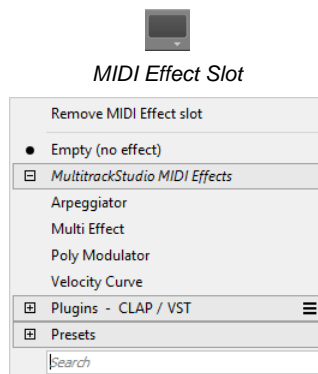 MIDI Effect Slot
Remove MIDI Effect slot
Empty (no effect)
MultitrackStudio MIDI Effects
Arpeggiator
Multi Effect
Poly Modulator
Velocity Curve
Plugins - CLAP / VST
Presets
Search